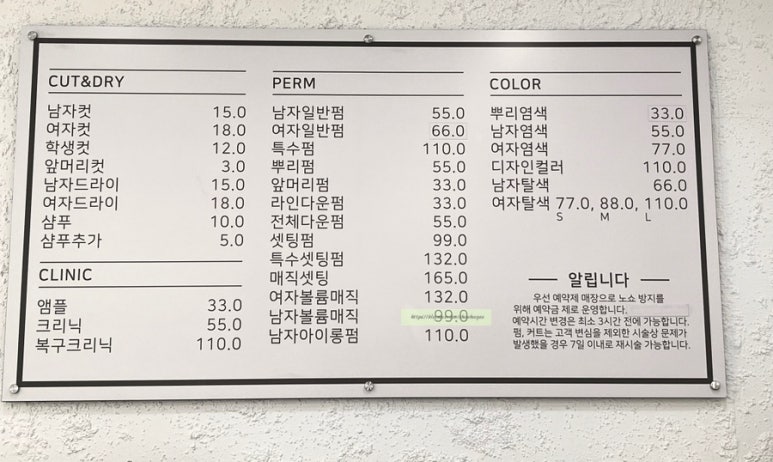 CUT&DRY
남자컷 15.0
여자컷 18.0
학생컷 12.0
앞머리컷 3.0
남자드라이 15.0
여자드라이 18.0
샴푸 10.0
샴푸추가 5.0
CLINIC
앰플 33.0
크리닉 55.0
복구크리닉 110.0
PERM
남자일반펌 55.0
여자일반펌 66.0
특수펌 110.0
뿌리펌 55.0
앞머리펌 33.0
라인다운펌 33.0
전체다운펌 55.0
셋팅펌 99.0
특수셋팅펌 132.0
매직셋팅 165.0
여자볼륨매직 132.0
남자볼륨매직 99.0
남자아이롱펌 110.0
COLOR
뿌리염색 33.0
남자염색 55.0
여자염색 77.0
디자인컬러 110.0
남자탈색 66.0
여자탈색 77.0, 88.0, 110.0
S M L
알립니다
우선 예약제 매장으로 노쇼 방지를
위해 예약금 제로 운영합니다.
예약시간 변경은 최소 3시간 전에 가능합니다.
펌, 커트는 고객 변심을 제외한 시술상 문제가
발생했을 경우 7일 이내로 재시술 가능합니다.